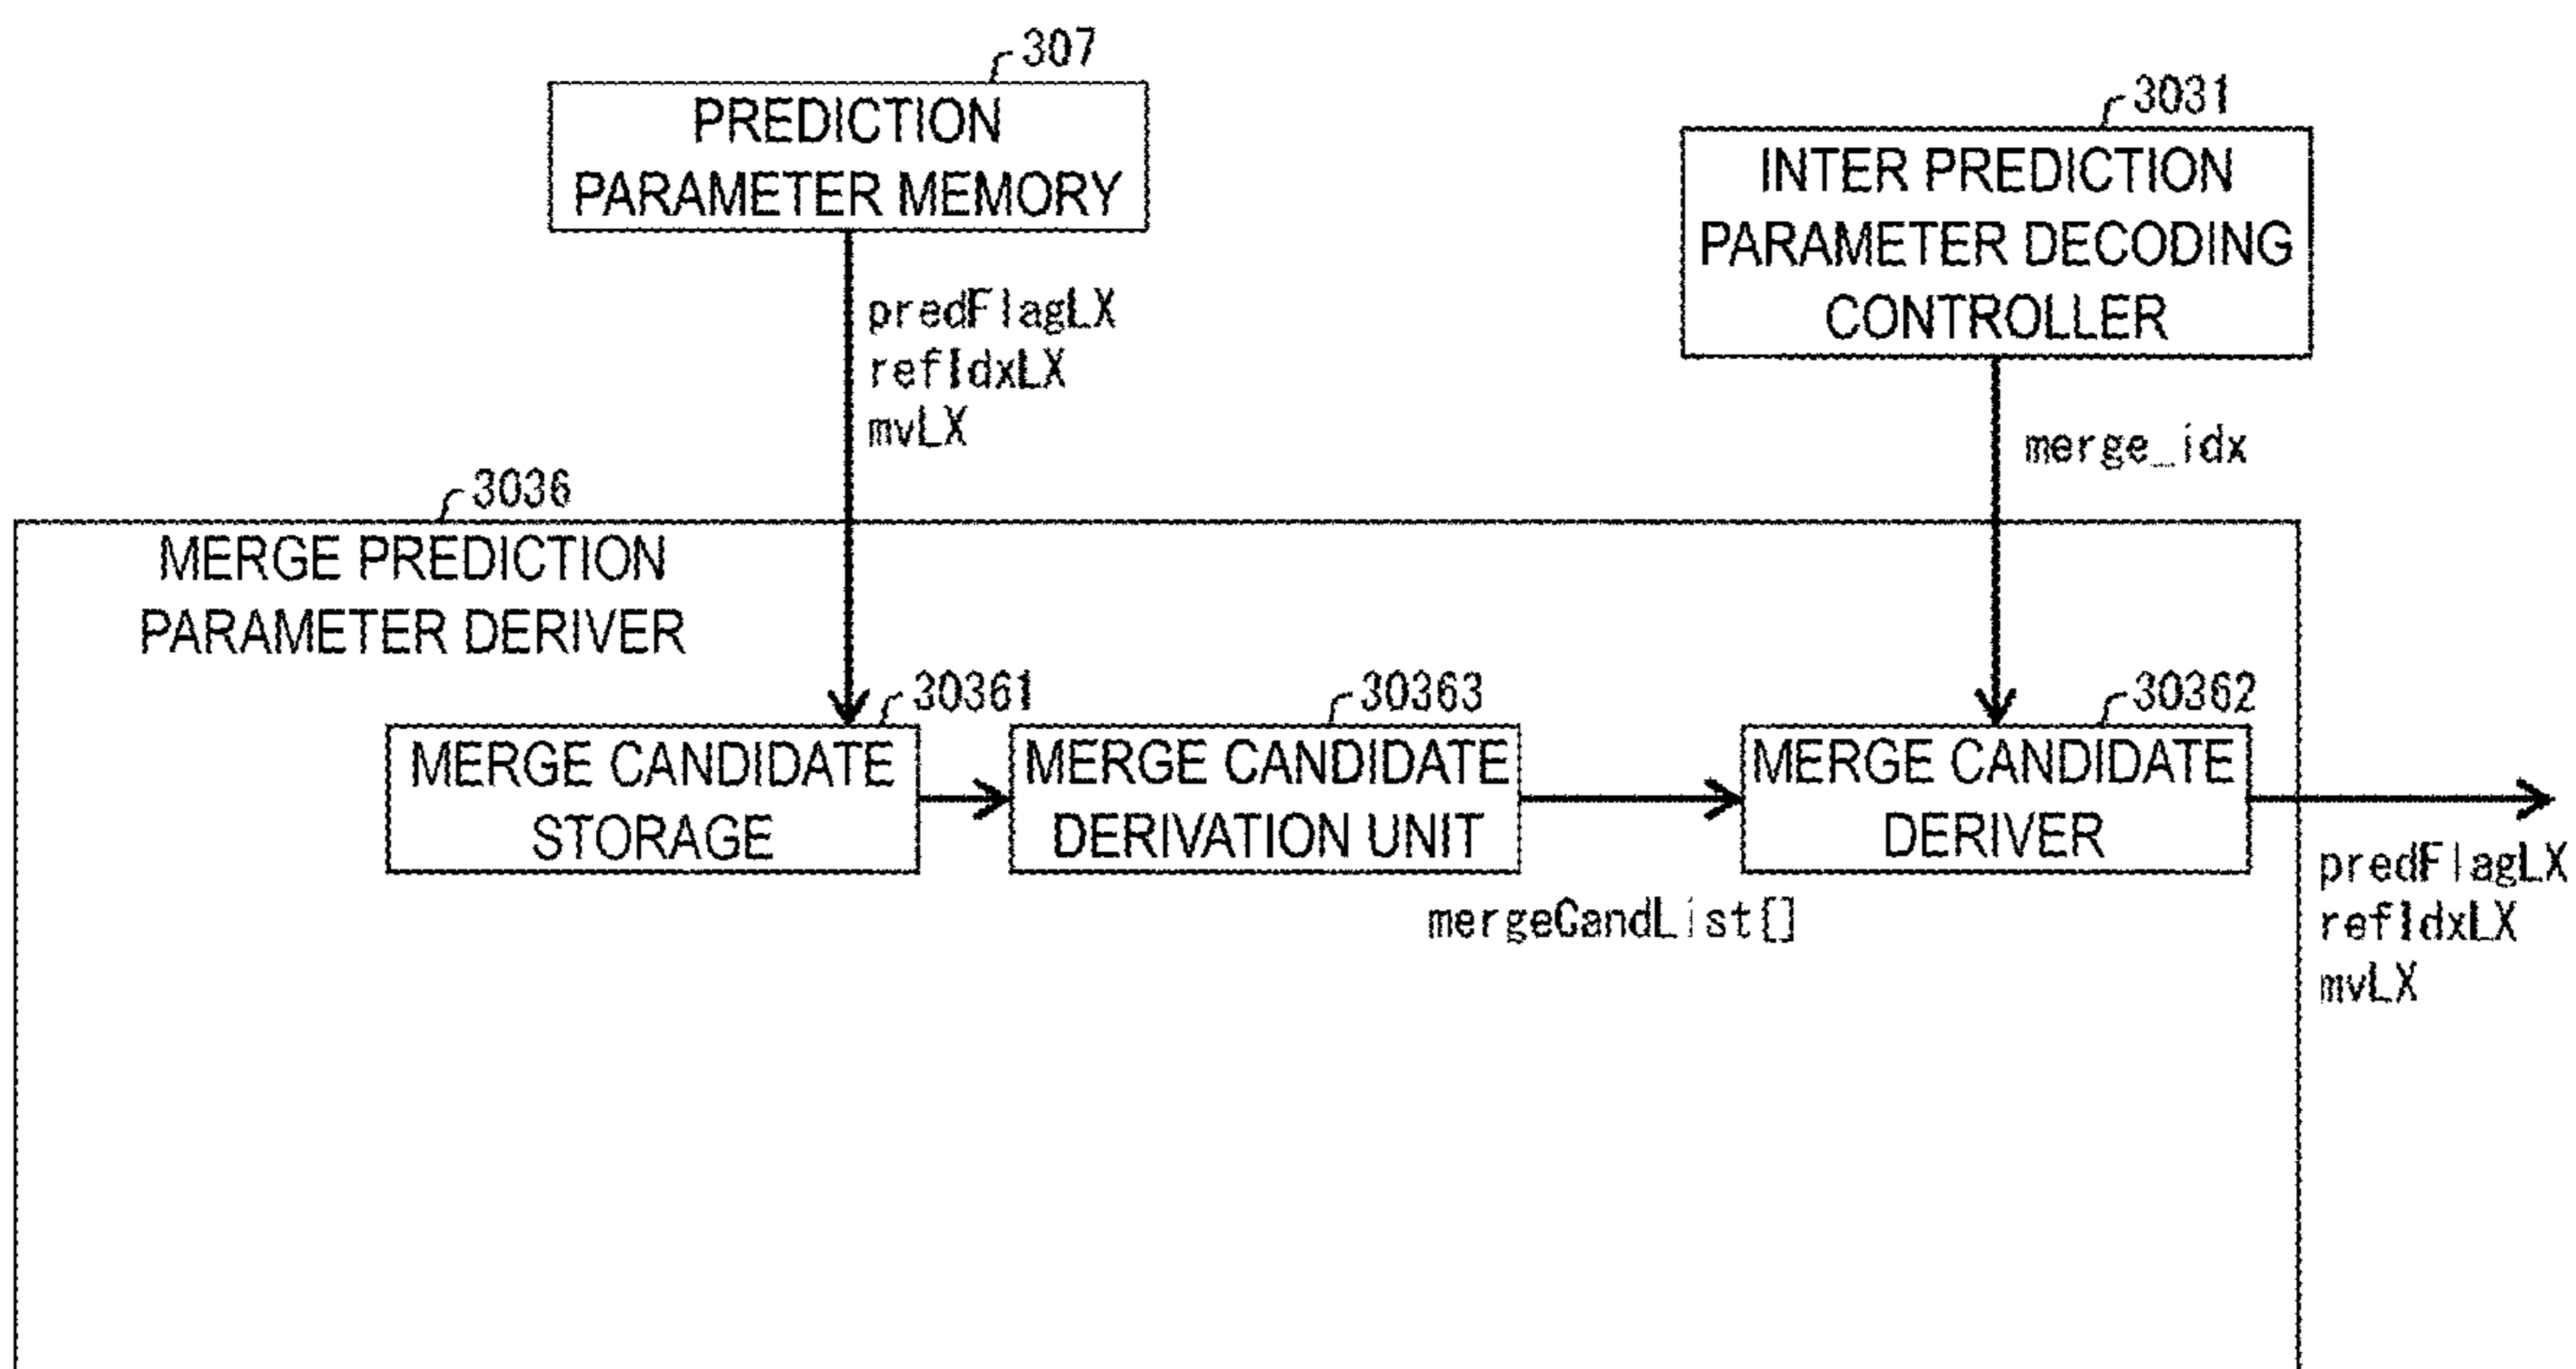 307
PREDICTION
PARAMETER MEMORY
3031
INTER PREDICTION
PARAMETER DECODING
CONTROLLER
predFlagLX
refIdxLX
mvLX
merge_idx
3036
MERGE PREDICTION
PARAMETER DERIVER
30361
MERGE CANDIDATE
STORAGE
30363
MERGE CANDIDATE
DERIVATION UNIT
30362
MERGE CANDIDATE
DERIVER
mergeCandList[]
predFlagLX
refIdxLX
mvLX